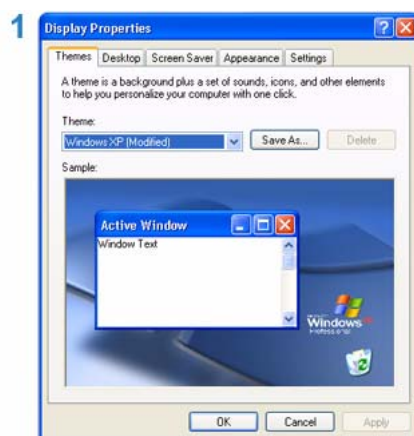 1
Display Properties
Themes Desktop Screen Saver Appearance Settings
A theme is a background plus a set of sounds, icons, and other elements
to help you personalize your computer with one click.
Theme:
Windows XP (Modified) Save As... Delete
Sample:
Active Window
Window Text
Windows
Professional
OK Cancel Apply